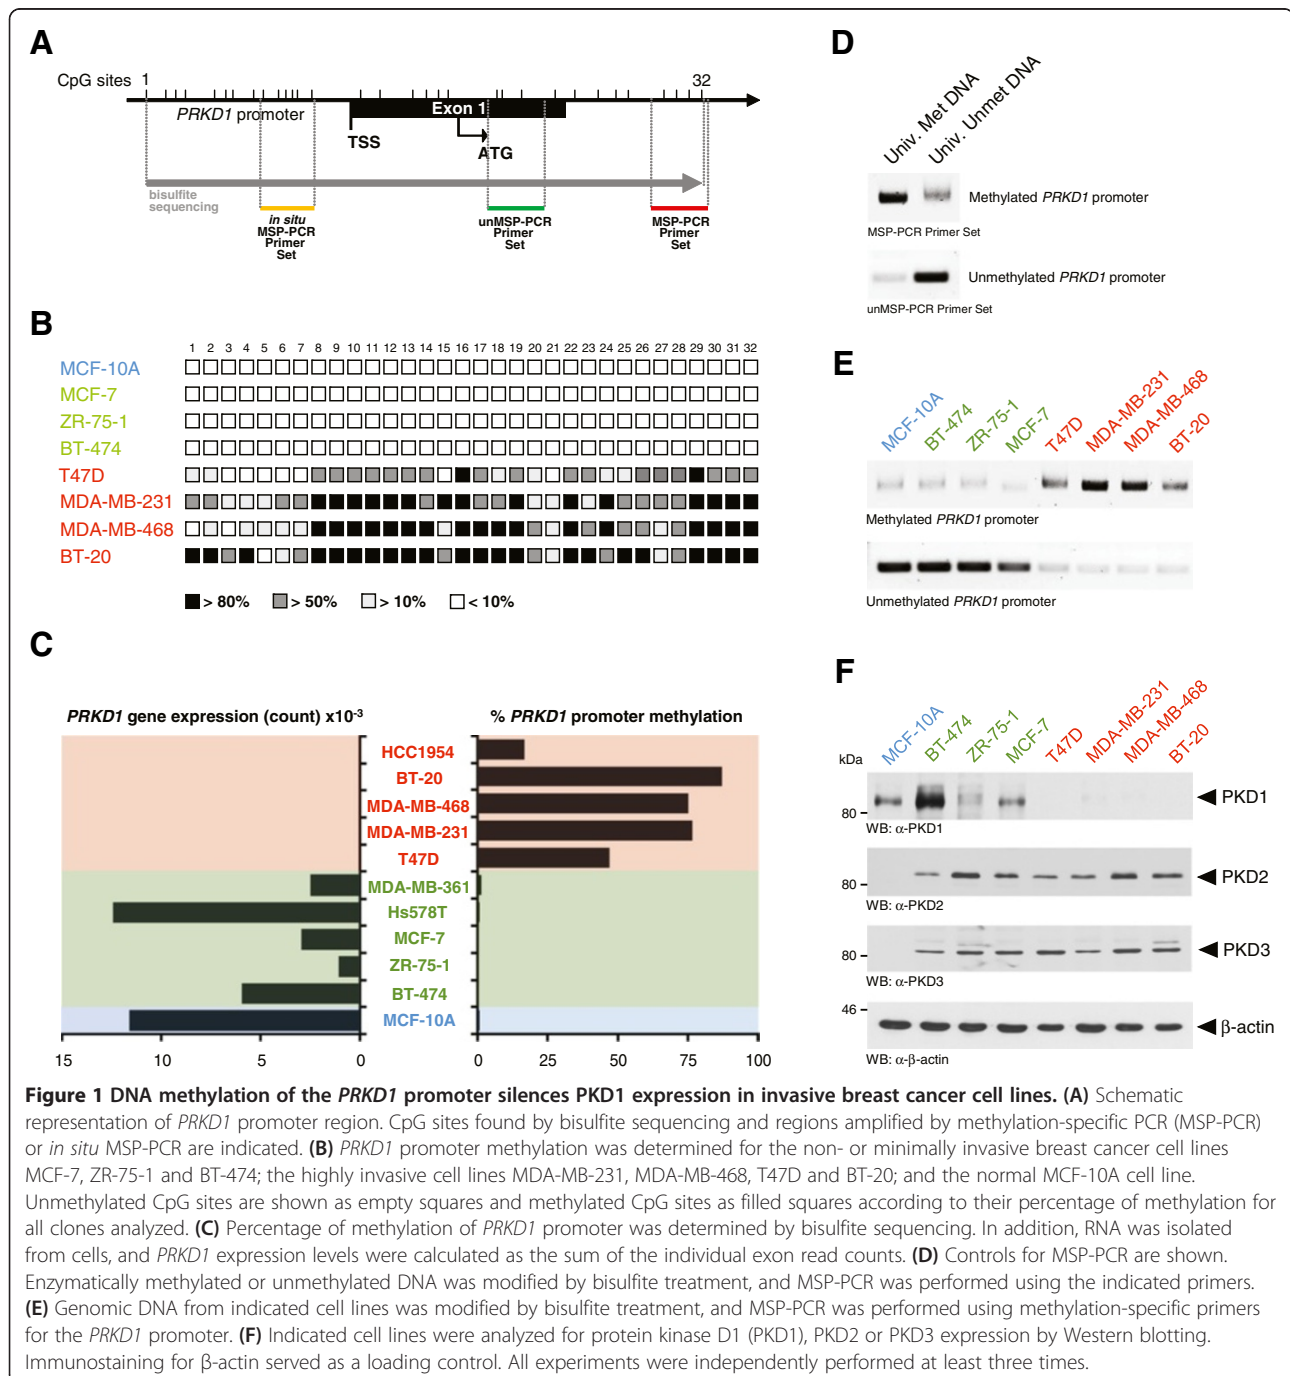 A
CpG sites 1 32
PRKD1 promoter
Exon 1
TSS
ATG
bisulfite
sequencing
in situ
MSP-PCR
Primer
Set
unMSP-PCR
Primer
Set
MSP-PCR
Primer
Set
B
1 2 3 4 5 6 7 8 9 10 11 12 13 14 15 16 17 18 19 20 21 22 23 24 25 26 27 28 29 30 31 32
MCF-10A
MCF-7
ZR-75-1
BT-474
T47D
MDA-MB-231
MDA-MB-468
BT-20
> 80% > 50% > 10% < 10%
C
PRKD1 gene expression (count) x10-3
% PRKD1 promoter methylation
HCC1954
BT-20
MDA-MB-468
MDA-MB-231
T47D
MDA-MB-361
Hs578T
MCF-7
ZR-75-1
BT-474
MCF-10A
15 10 5 0
0 25 50 75 100
D
Univ. Met DNA
Univ. Unmet DNA
Methylated PRKD1 promoter
MSP-PCR Primer Set
Unmethylated PRKD1 promoter
unMSP-PCR Primer Set
E
MCF-10A
BT-474
ZR-75-1
MCF-7
T47D
MDA-MB-231
MDA-MB-468
BT-20
Methylated PRKD1 promoter
Unmethylated PRKD1 promoter
F
MCF-10A
BT-474
ZR-75-1
MCF-7
T47D
MDA-MB-231
MDA-MB-468
BT-20
kDa
80
PKD1
WB: α-PKD1
80
PKD2
WB: α-PKD2
80
PKD3
WB: α-PKD3
46
β-actin
WB: α-β-actin
Figure 1 DNA methylation of the PRKD1 promoter silences PKD1 expression in invasive breast cancer cell lines. (A) Schematic
representation of PRKD1 promoter region. CpG sites found by bisulfite sequencing and regions amplified by methylation-specific PCR (MSP-PCR)
or in situ MSP-PCR are indicated. (B) PRKD1 promoter methylation was determined for the non- or minimally invasive breast cancer cell lines
MCF-7, ZR-75-1 and BT-474; the highly invasive cell lines MDA-MB-231, MDA-MB-468, T47D and BT-20; and the normal MCF-10A cell line.
Unmethylated CpG sites are shown as empty squares and methylated CpG sites as filled squares according to their percentage of methylation for
all clones analyzed. (C) Percentage of methylation of PRKD1 promoter was determined by bisulfite sequencing. In addition, RNA was isolated
from cells, and PRKD1 expression levels were calculated as the sum of the individual exon read counts. (D) Controls for MSP-PCR are shown.
Enzymatically methylated or unmethylated DNA was modified by bisulfite treatment, and MSP-PCR was performed using the indicated primers.
(E) Genomic DNA from indicated cell lines was modified by bisulfite treatment, and MSP-PCR was performed using methylation-specific primers
for the PRKD1 promoter. (F) Indicated cell lines were analyzed for protein kinase D1 (PKD1), PKD2 or PKD3 expression by Western blotting.
Immunostaining for β-actin served as a loading control. All experiments were independently performed at least three times.